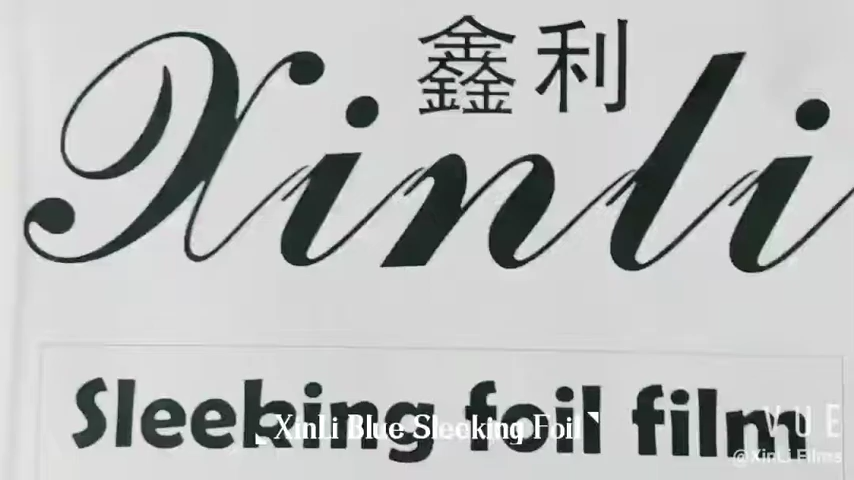 鑫利
Xinli
Sleeking foil film
XinLi Blue Sleeking Foil
VUE
@XinLi Films